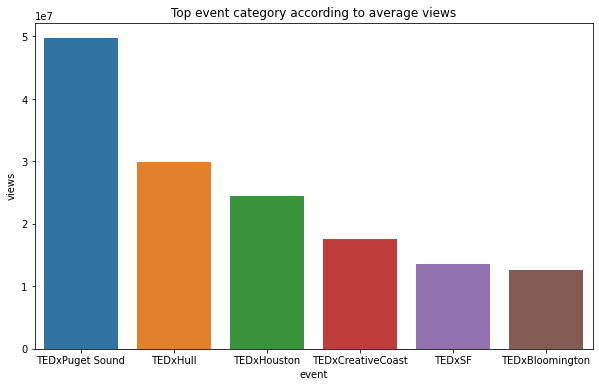 Top event category according to average views
1e7
5
4
3
2
1
0
views
TEDxPuget Sound TEDxHull TEDxHouston TEDxCreativeCoast TEDxSF TEDxBloomington
event